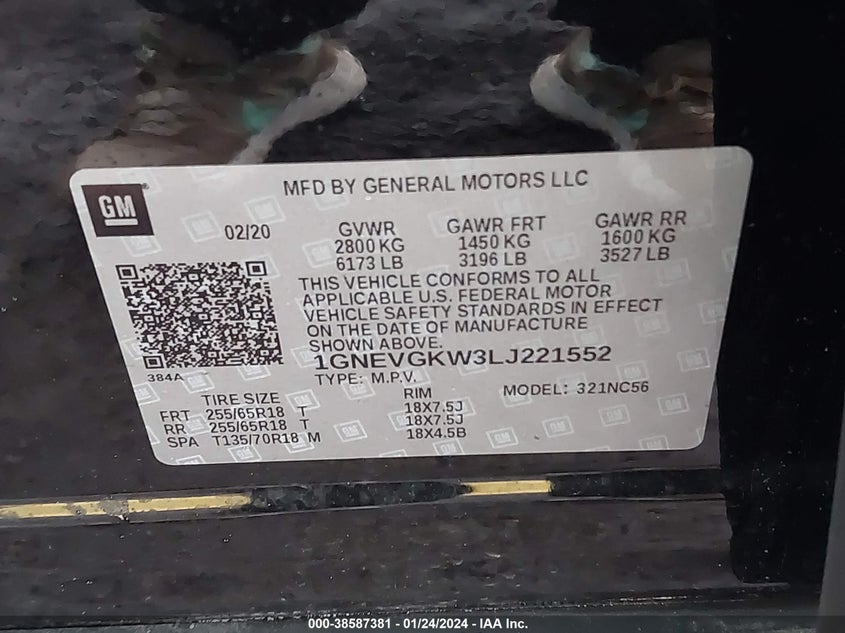 GM
MFD BY GENERAL MOTORS LLC
02/20
GVWR
2800 KG
6173 LB
GAWR FRT
1450 KG
3196 LB
GAWR RR
1600 KG
3527 LB
THIS VEHICLE CONFORMS TO ALL
APPLICABLE U.S. FEDERAL MOTOR
VEHICLE SAFETY STANDARDS IN EFFECT
ON THE DATE OF MANUFACTURE
SHOWN ABOVE.
1GNEVGKW3LJ221552
384A
TYPE: M.P.V.
MODEL: 321NC56
TIRE SIZE RIM
FRT 255/65R18 T 18X7.5J
RR 255/65R18 T 18X7.5J
SPA T135/70R18 M 18X4.5B
000-38587381 - 01/24/2024 - IAA Inc.